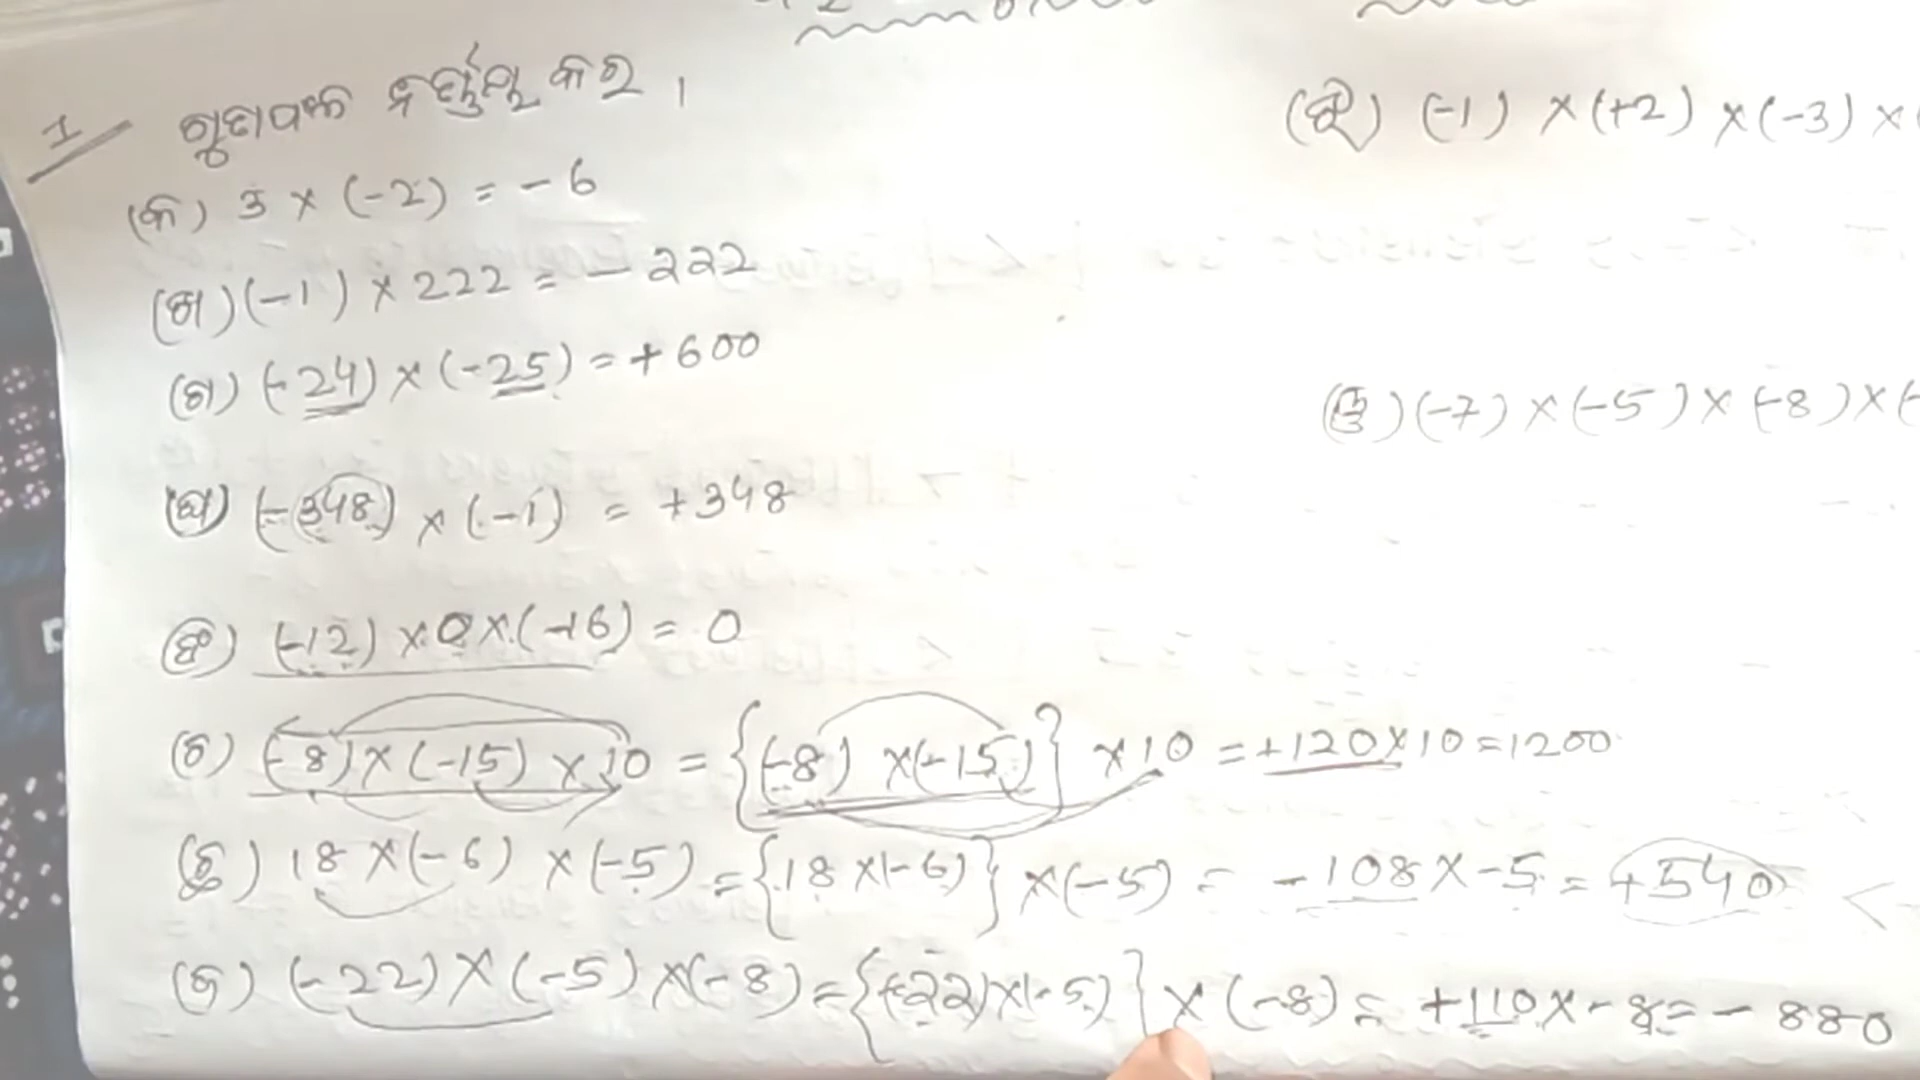 1 ଗୁଣଫଳ ନିର୍ଣ୍ଣୟ କର ।
(କ) 3 × (-2) = - 6
(ଖ) (-1) × 222 = - 222
(ଗ) (-24) × (-25) = + 600
(ଘ) (-348) × (-1) = +348
(ଙ) (-12) × 0 × (-16) = 0
(ଚ) (-8) × (-15) × 10 = {(-8) × (-15)} × 10 = +120×10 = 1200
(ଛ) 18 × (-6) × (-5) = {18 × (-6)} × (-5) = -108 × -5 = +540
(ଜ) (-22) × (-5) × (-8) = {(-22) × (-5)} × (-8) = +110 × -8 = - 880
(-1) × (+2) × (-3) ×
(-7) × (-5) × (-8) × (-